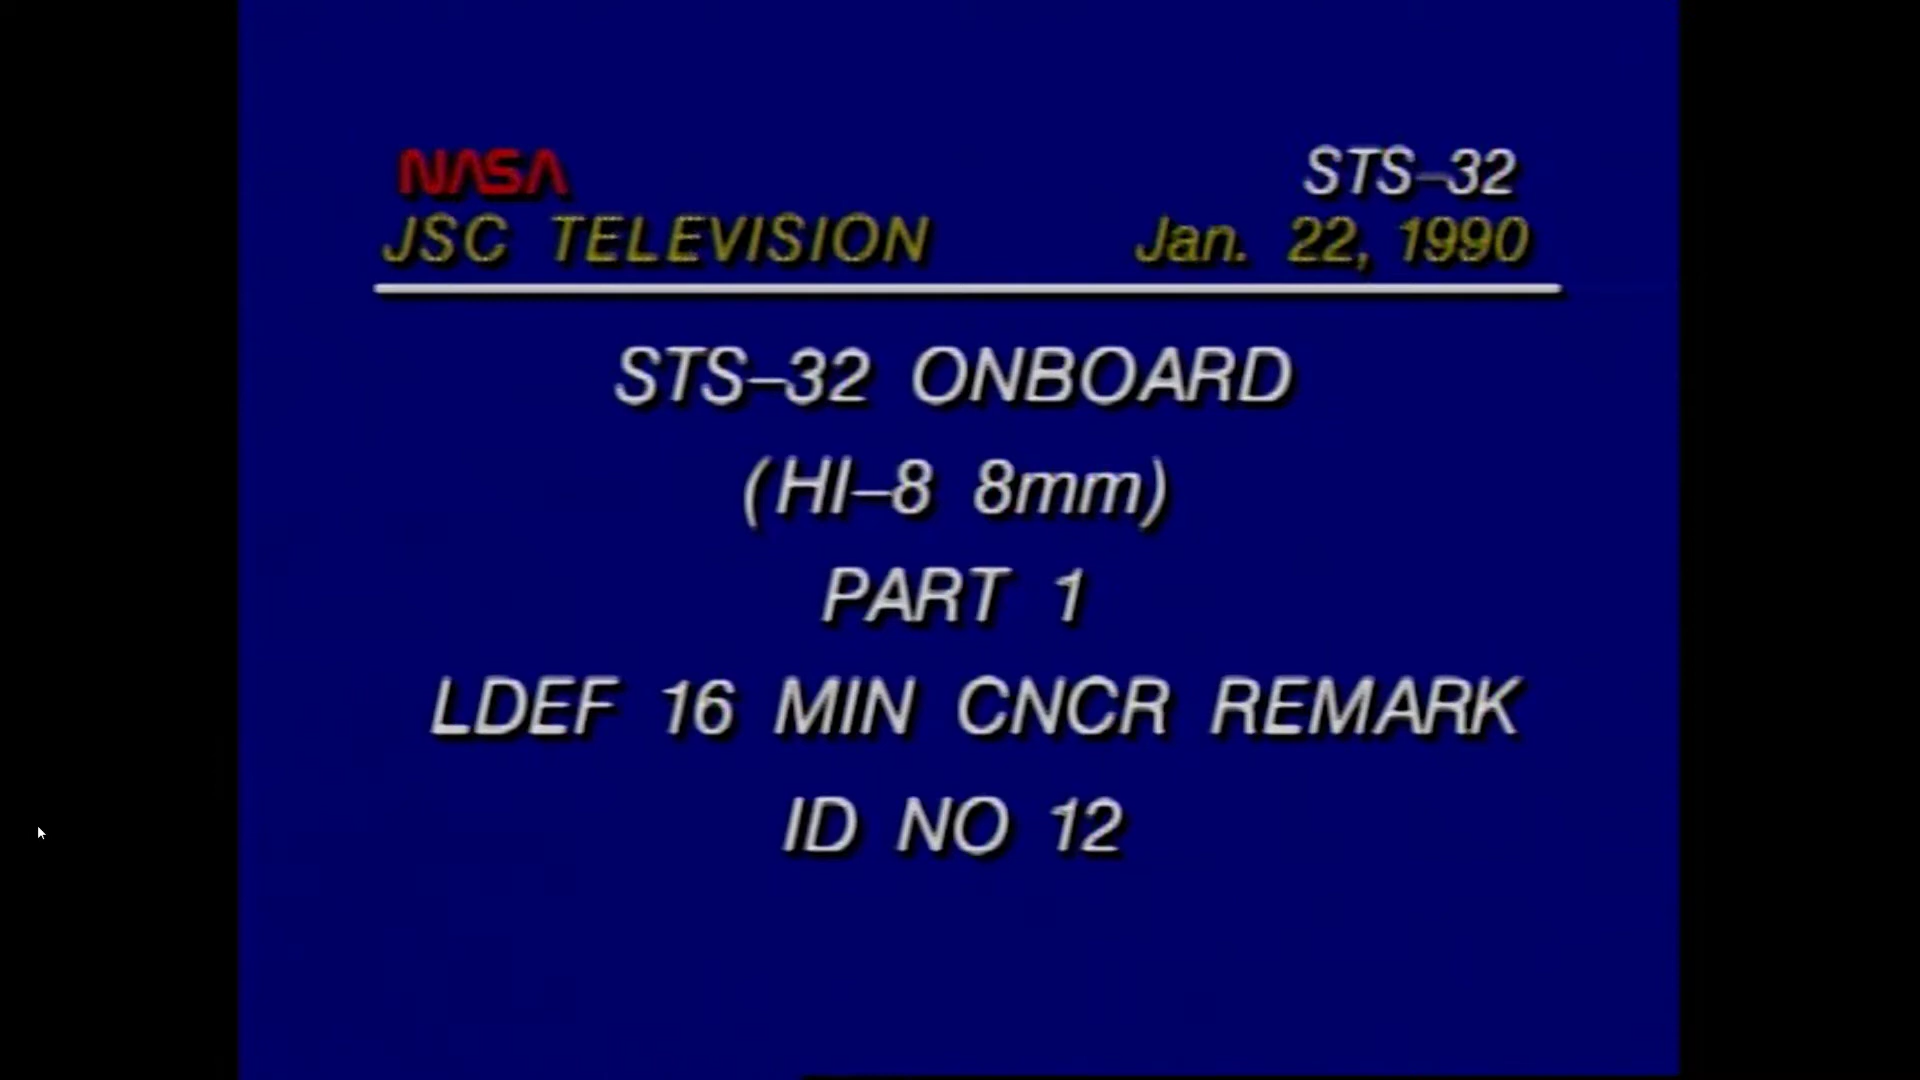 NASA STS-32
JSC TELEVISION Jan. 22, 1990
STS-32 ONBOARD
(HI-8 8mm)
PART 1
LDEF 16 MIN CNCR REMARK
ID NO 12